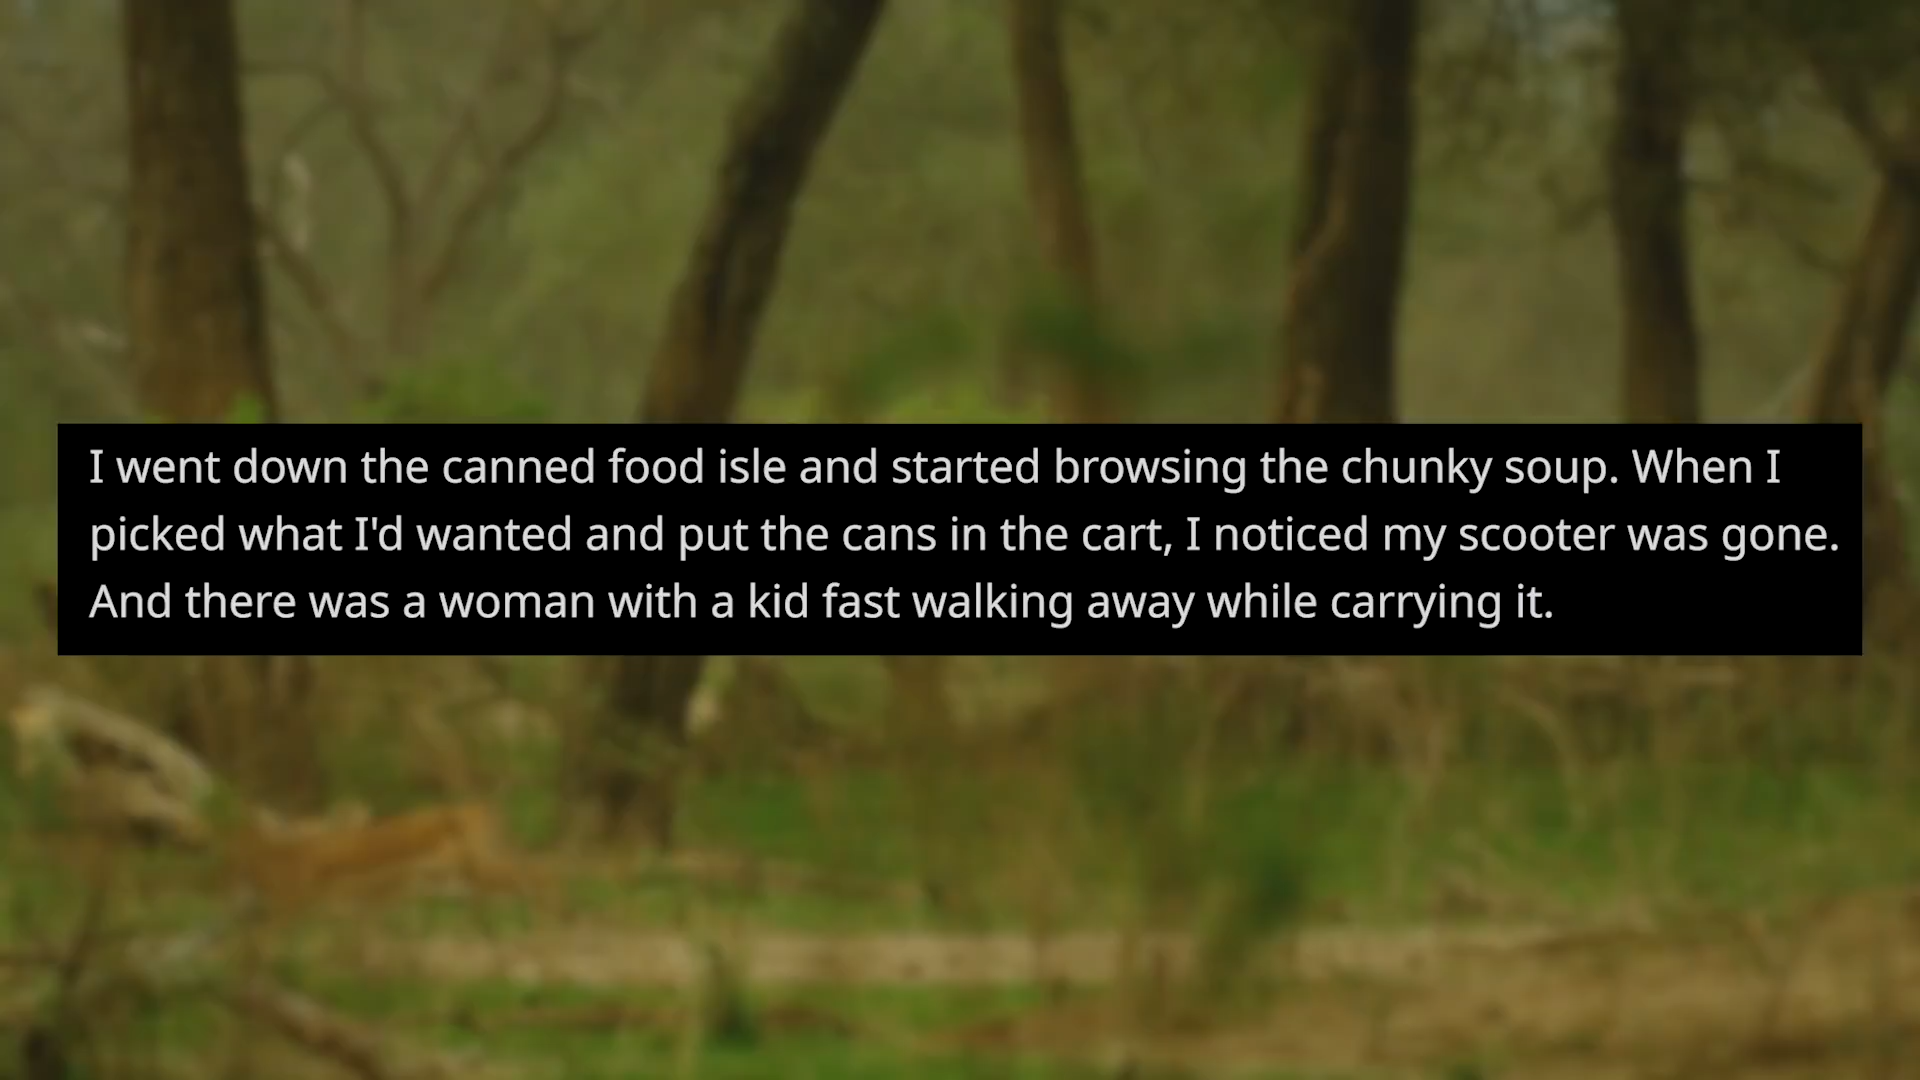 I went down the canned food isle and started browsing the chunky soup. When I
picked what I'd wanted and put the cans in the cart, I noticed my scooter was gone.
And there was a woman with a kid fast walking away while carrying it.